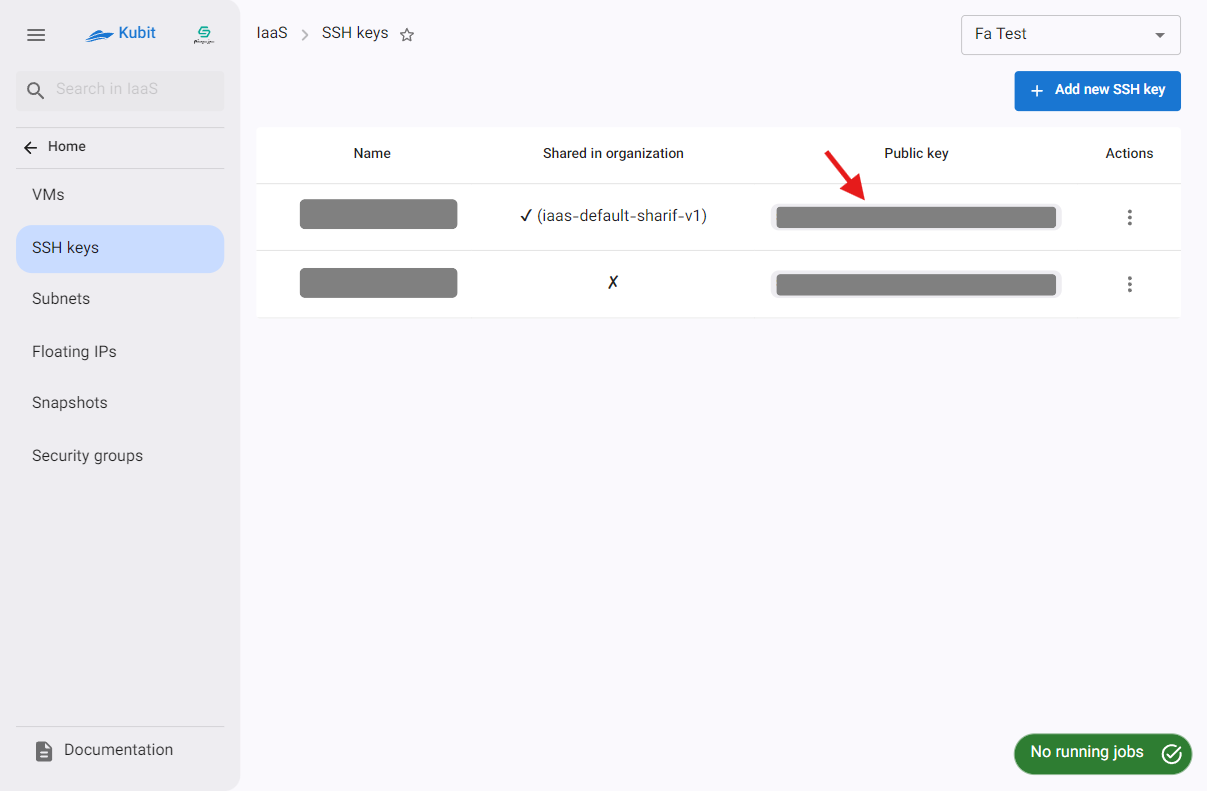 Kubit
IaaS
SSH keys
Fa Test
Search in IaaS
Add new SSH key
Home
Name
Shared in organization
Public key
Actions
VMs
✓ (iaas-default-sharif-v1)
SSH keys
✗
Subnets
Floating IPs
Snapshots
Security groups
Documentation
No running jobs